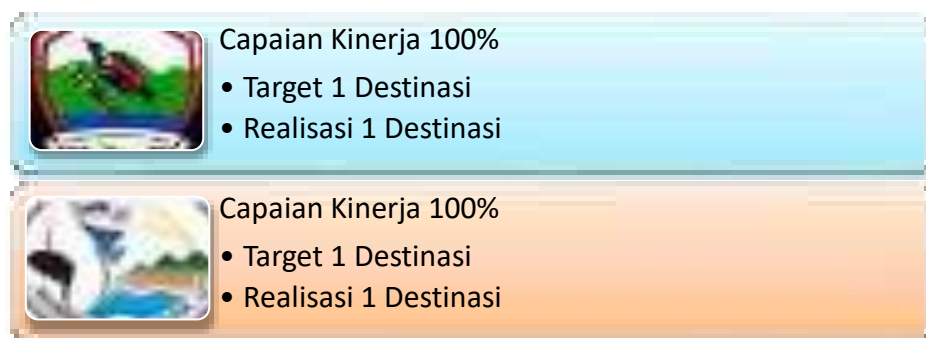 Capaian Kinerja 100%
• Target 1 Destinasi
• Realisasi 1 Destinasi
Capaian Kinerja 100%
• Target 1 Destinasi
• Realisasi 1 Destinasi